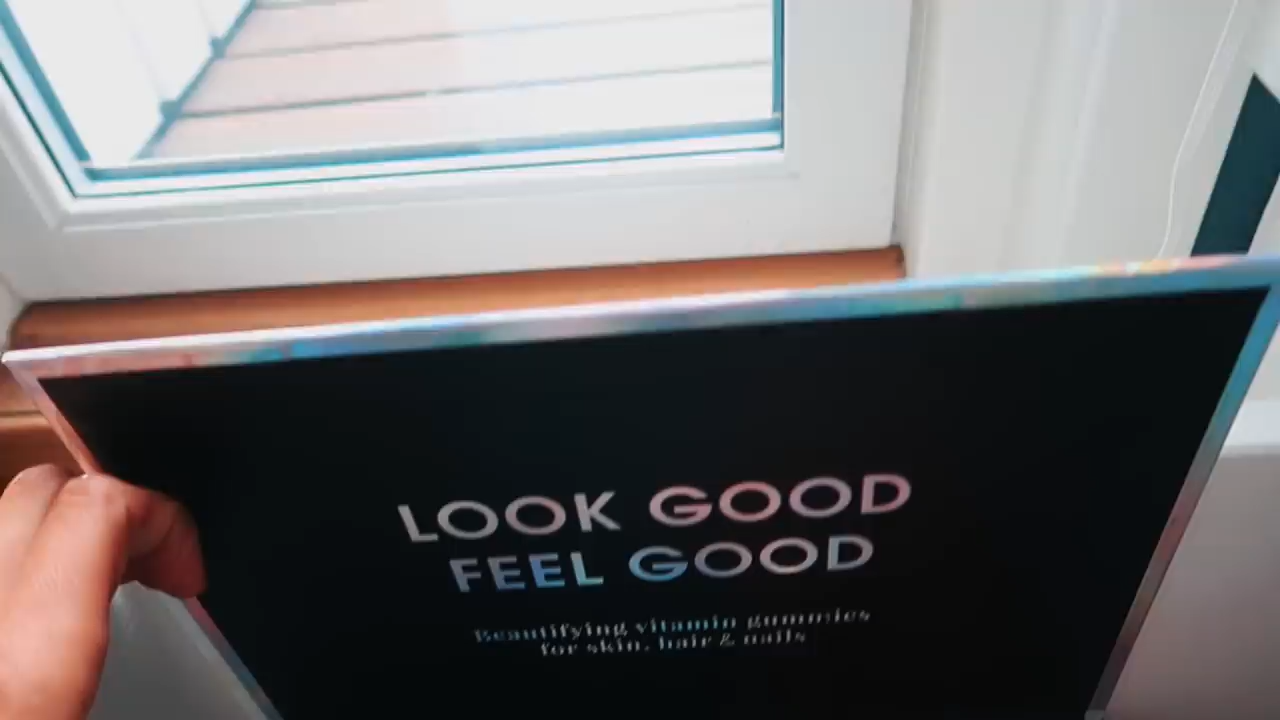 LOOK GOOD
FEEL GOOD
Beautifying vitamin gummies
for skin, hair & nails